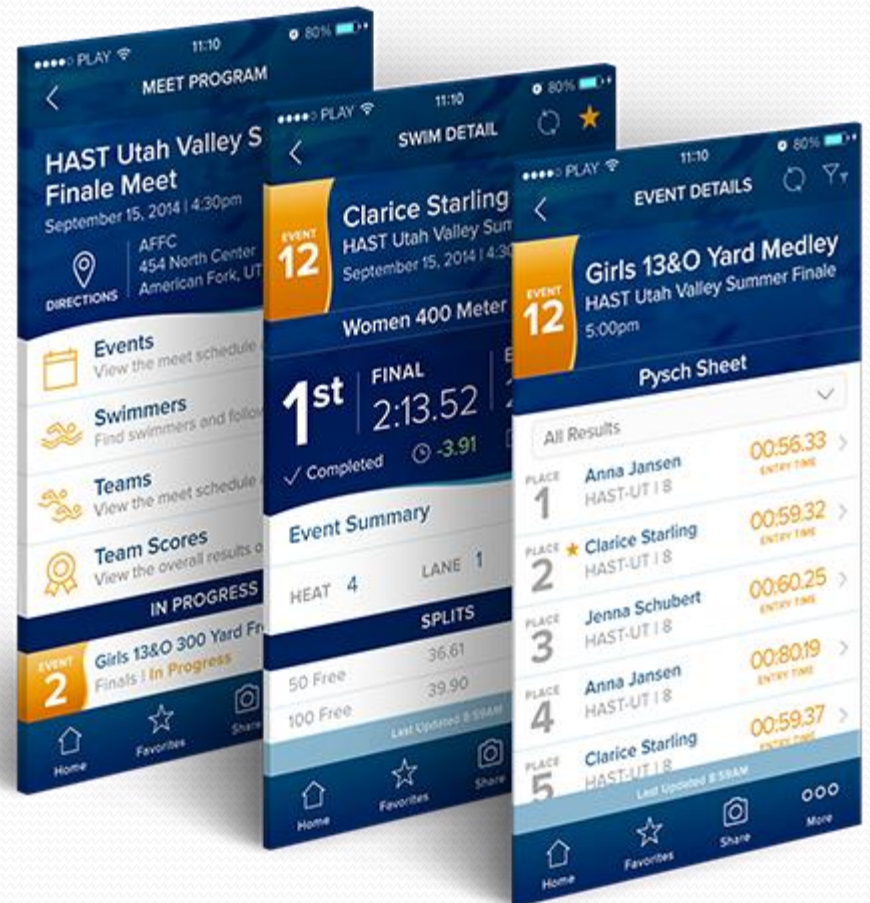 PLAY 11:10 80%
MEET PROGRAM
HAST Utah Valley S
Finale Meet
September 15, 2014 | 4:30pm
DIRECTIONS
AFFC
454 North Center
American Fork, UT
Events
View the meet schedule
Swimmers
Find swimmers and follow
Teams
View the meet schedule
Team Scores
View the overall results o
IN PROGRESS
EVENT
2
Girls 13&O 300 Yard Fr
Finals | In Progress
Home
Favorites
Share
PLAY 11:10 80%
SWIM DETAIL
EVENT
12
Clarice Starling
HAST Utah Valley Sum
September 15, 2014 | 4:30
Women 400 Meter
1st
FINAL
2:13.52
Completed
-3.91
Event Summary
HEAT 4 LANE 1
SPLITS
50 Free 36.61
100 Free 39.90
Last Updated 8:59AM
Home
Favorites
Share
PLAY 11:10 80%
EVENT DETAILS
EVENT
12
Girls 13&O Yard Medley
HAST Utah Valley Summer Finale
5:00pm
Pysch Sheet
All Results
PLACE
1
Anna Jansen
HAST-UT | 8
00:56.33
ENTRY TIME
PLACE
2
Clarice Starling
HAST-UT | 8
00:59.32
ENTRY TIME
PLACE
3
Jenna Schubert
HAST-UT | 8
00:60.25
ENTRY TIME
PLACE
4
Anna Jansen
HAST-UT | 8
00:80.19
ENTRY TIME
PLACE
5
Clarice Starling
HAST-UT | 8
00:59.37
ENTRY TIME
Last Updated 8:59AM
Home
Favorites
Share
More